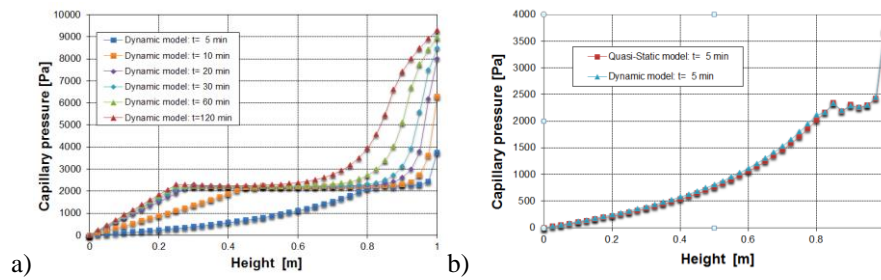 10000
9000
8000
7000
6000
5000
4000
3000
2000
1000
0
Capillary pressure [Pa]
Dynamic model: t= 5 min
Dynamic model: t= 10 min
Dynamic model: t= 20 min
Dynamic model: t= 30 min
Dynamic model: t= 60 min
Dynamic model: t=120 min
0 0.2 0.4 0.6 0.8 1
Height [m]
a)
4000
3500
3000
2500
2000
1500
1000
500
0
Capillary pressure [Pa]
Quasi-Static model: t= 5 min
Dynamic model: t= 5 min
0.2 0.4 0.6 0.8
Height [m]
b)